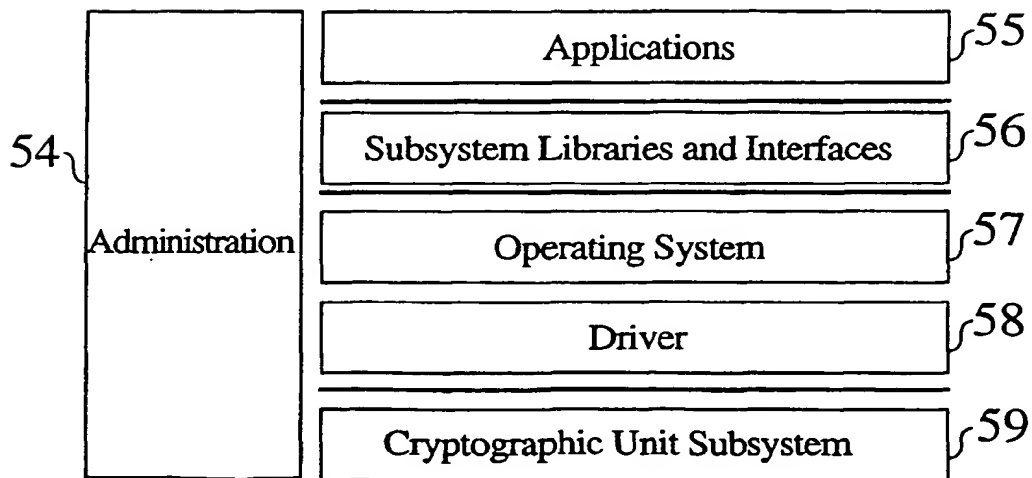 Applications
55
54
Subsystem Libraries and Interfaces
56
Administration
Operating System
57
Driver
58
Cryptographic Unit Subsystem
59